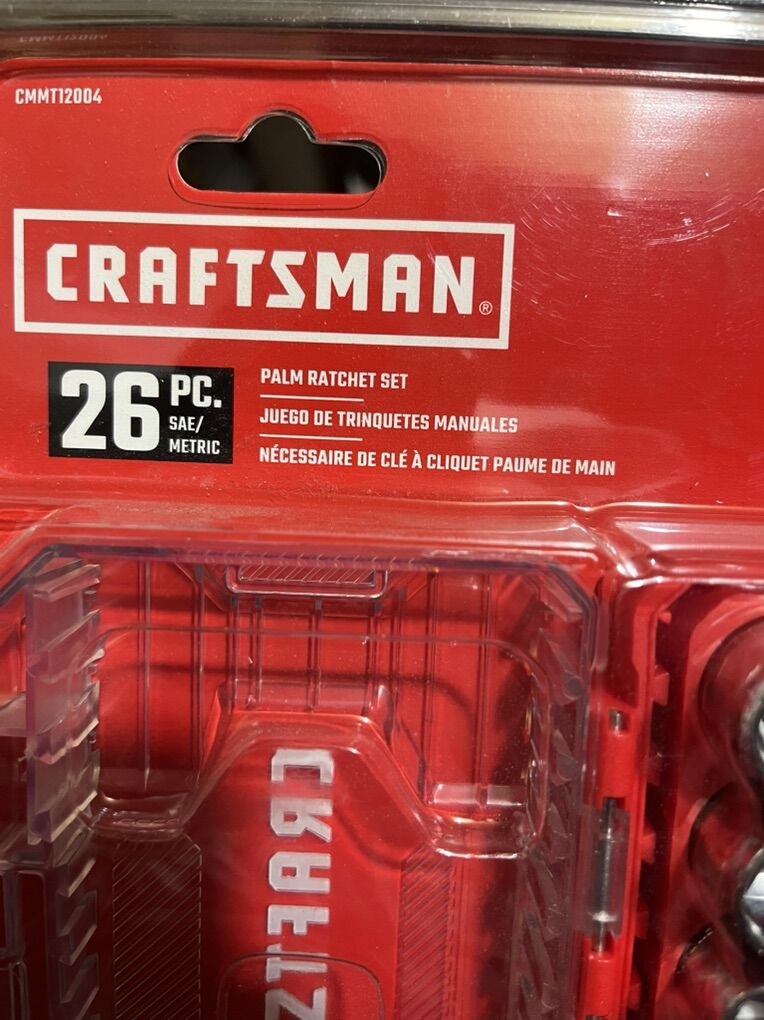 CMMT12004
CRAFTSMAN®
26 PC.
SAE/
METRIC
PALM RATCHET SET
JUEGO DE TRINQUETES MANUALES
NÉCESSAIRE DE CLÉ À CLIQUET PAUME DE MAIN
CRAFTS